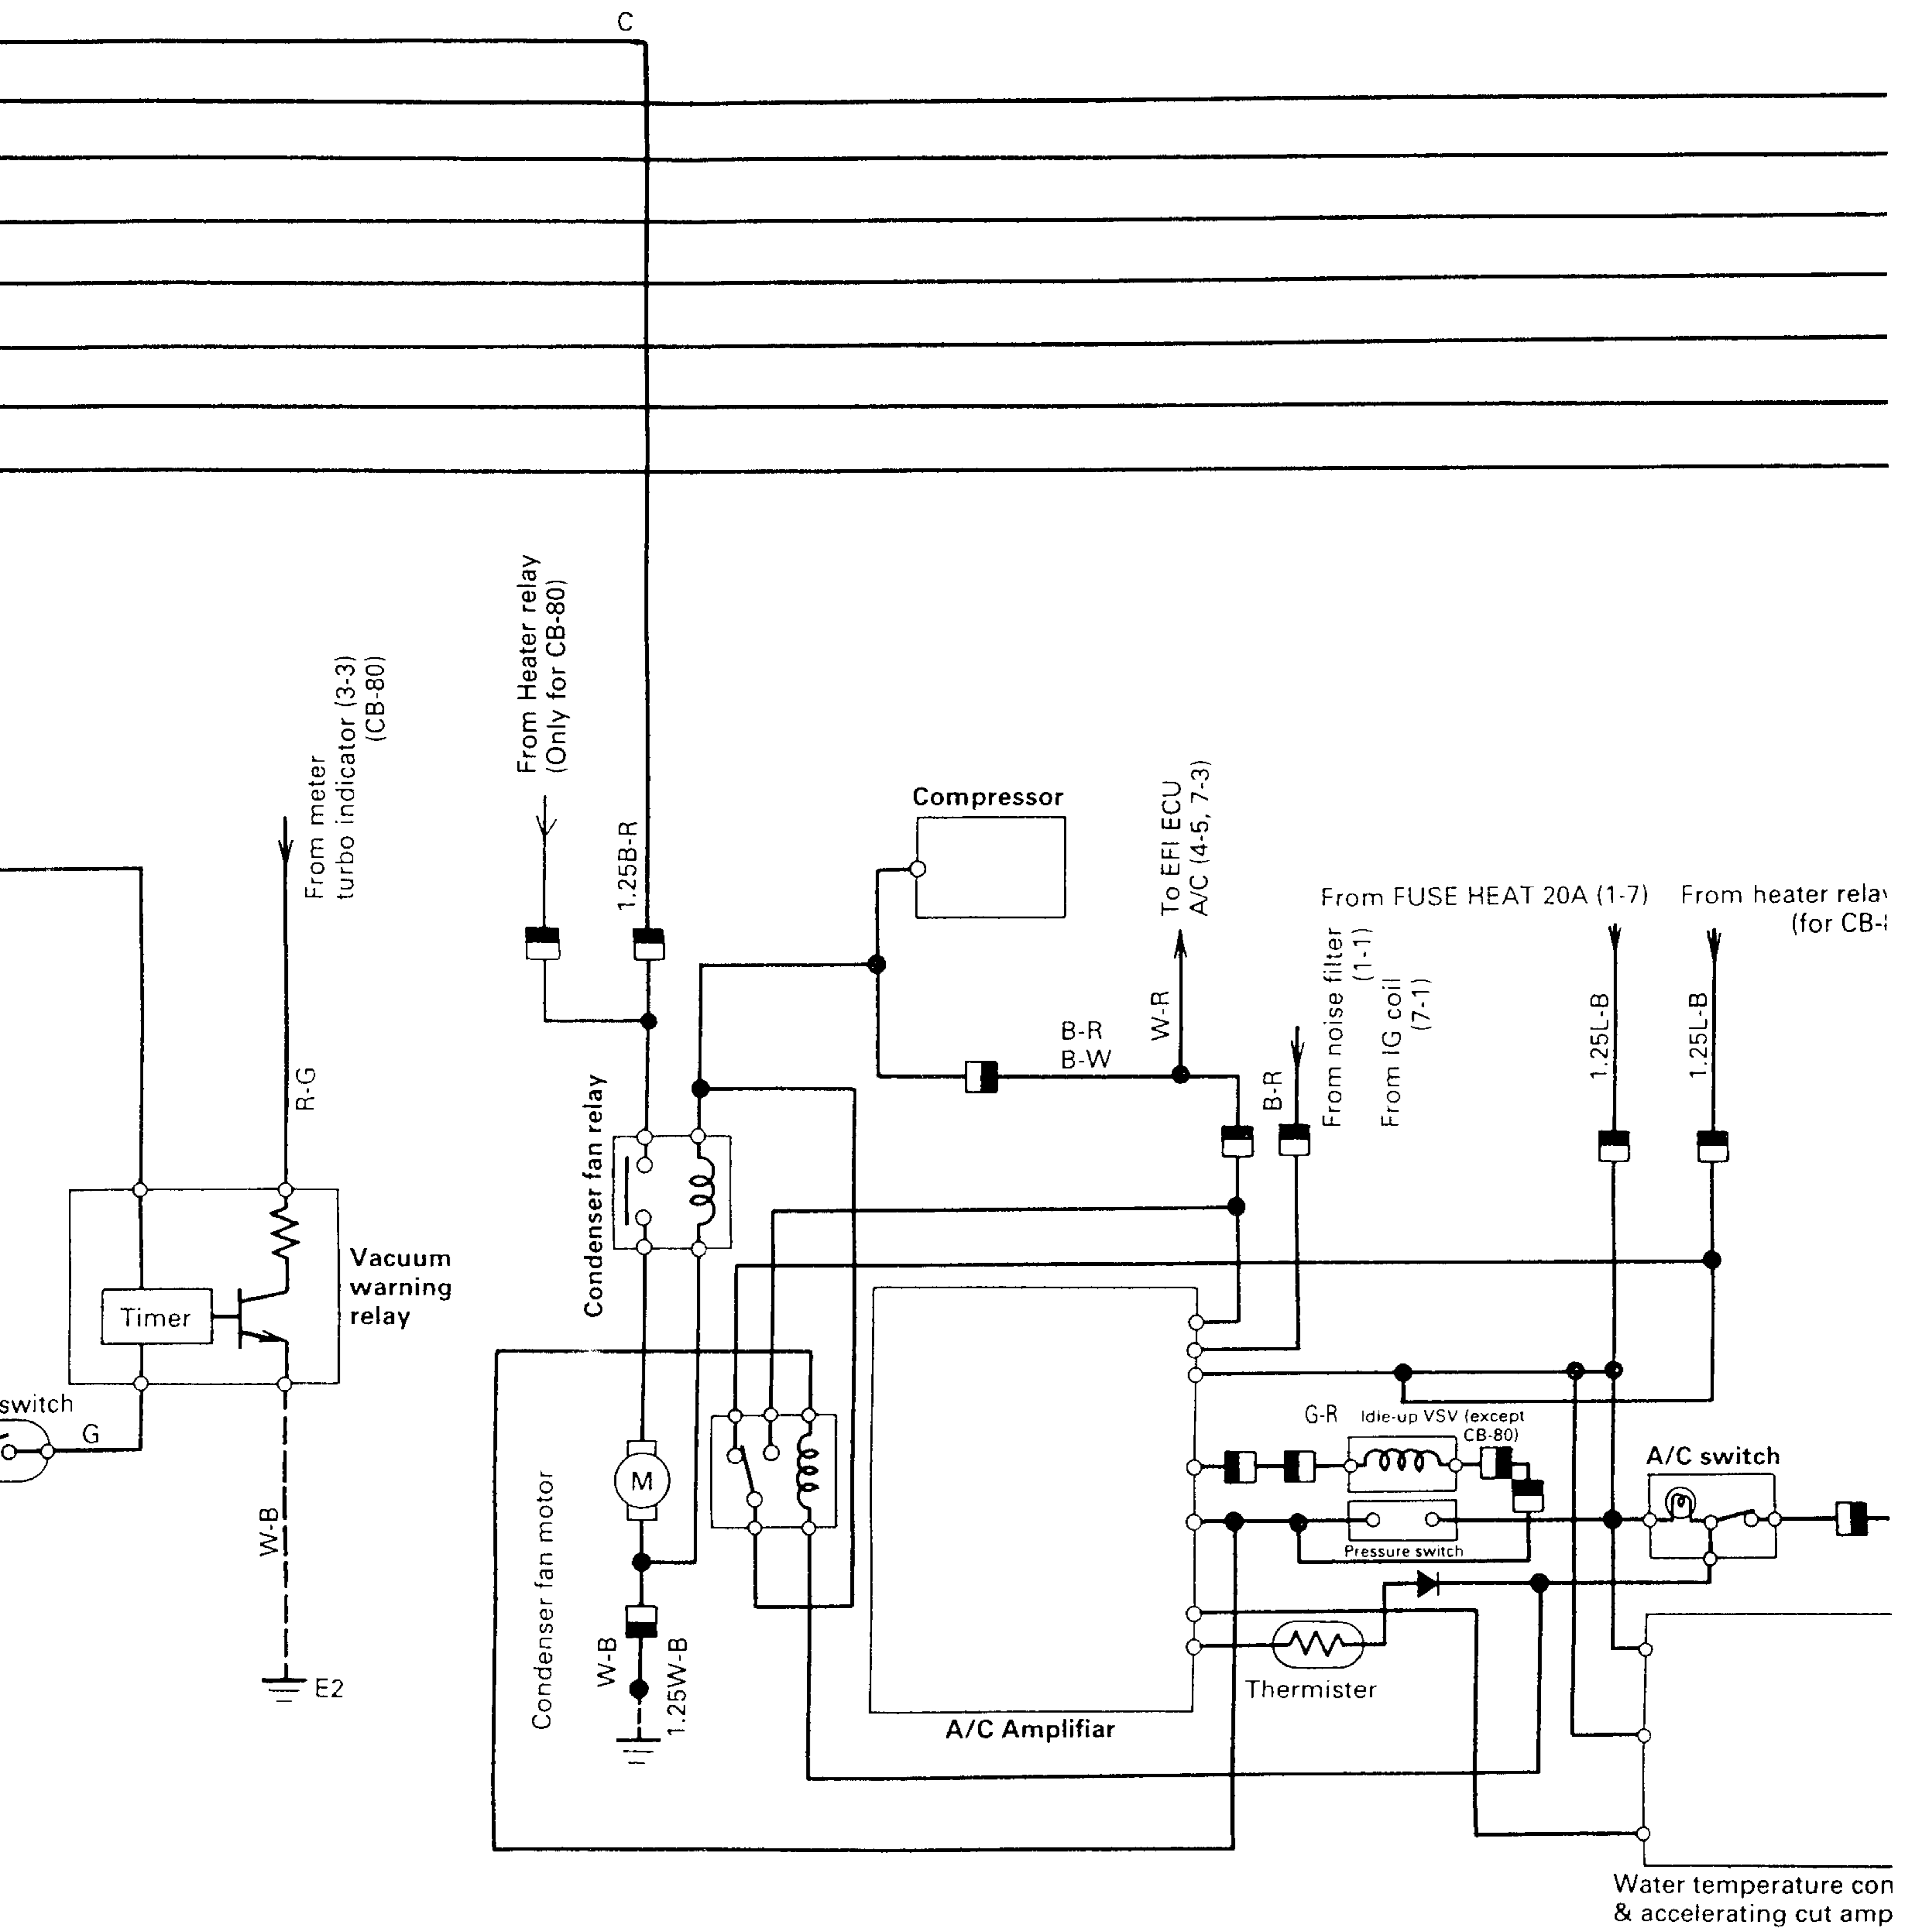 C
From Heater relay
(Only for CB-80)
From meter
turbo indicator (3-3)
(CB-80)
R-G
1.25B-R
Compressor
To EFI ECU
A/C (4-5, 7-3)
W-R
B-R
B-W
B-R
From noise filter
(1-1)
From IG coil
(7-1)
From FUSE HEAT 20A (1-7)
From heater
(for
1.25L-B
1.25L-B
Condenser fan relay
Vacuum
warning
relay
Timer
switch
G
W-B
E2
M
Condenser fan motor
W-B
1.25W-B
G-R
Idle-up VSV (except
CB-80)
A/C switch
Pressure switch
Thermister
A/C Amplifiar
Water temperature
& accelerating cut